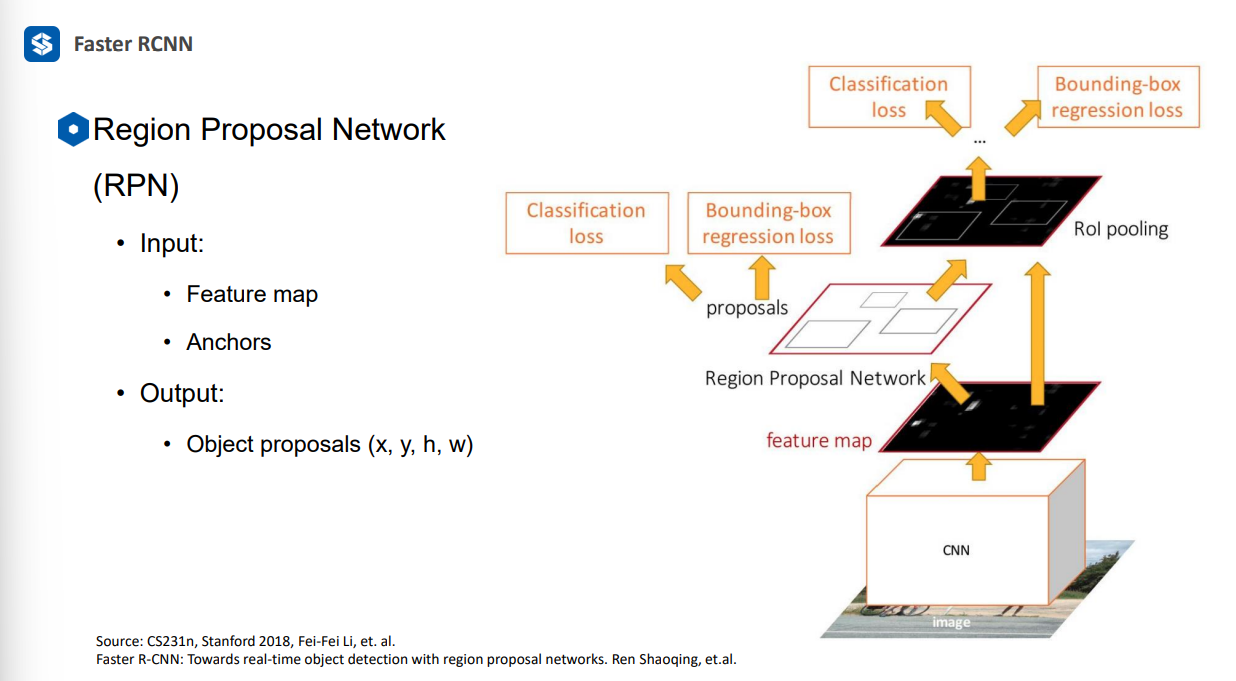 Faster RCNN
Region Proposal Network
(RPN)
• Input:
• Feature map
• Anchors
• Output:
• Object proposals (x, y, h, w)
Classification
loss
Bounding-box
regression loss
...
RoI pooling
Classification
loss
Bounding-box
regression loss
proposals
Region Proposal Network
feature map
CNN
image
Source: CS231n, Stanford 2018, Fei-Fei Li, et. al.
Faster R-CNN: Towards real-time object detection with region proposal networks. Ren Shaoqing, et.al.